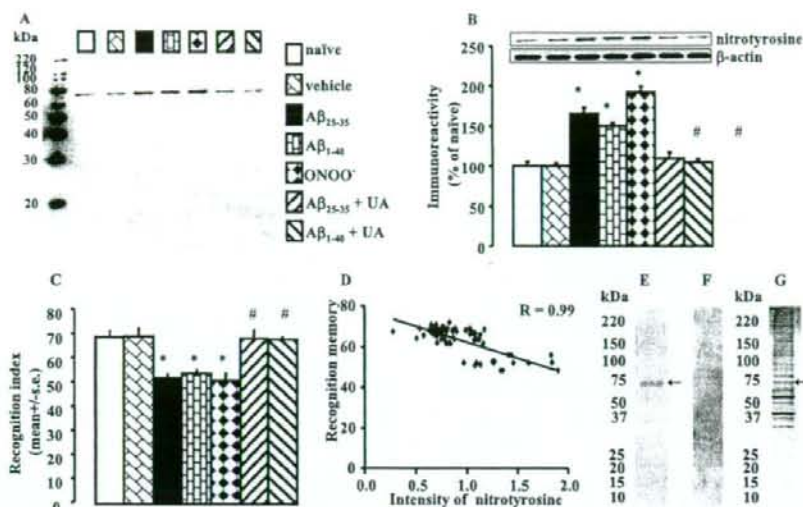 A
kDa
220
80
60
50
40
30
20
naïve
vehicle
Aβ25-35
Aβ1-40
ONOO-
Aβ25-35 + UA
Aβ1-40 + UA
B
nitrotyrosine
β-actin
Immunoreactivity
(% of naïve)
250
200
150
100
50
0
*
*
*
#
#
C
Recognition index
(mean+/-s.e.)
80
70
60
50
40
30
20
10
0
*
*
*
#
#
D
R = 0.99
Recognition memory
80
60
40
20
0
0.0
0.5
1.0
1.5
2.0
Intensity of nitrotyrosine
E
F
G
kDa
220
150
100
75
50
37
25
20
15
10
kDa
220
150
100
75
50
37
25
20
15
10